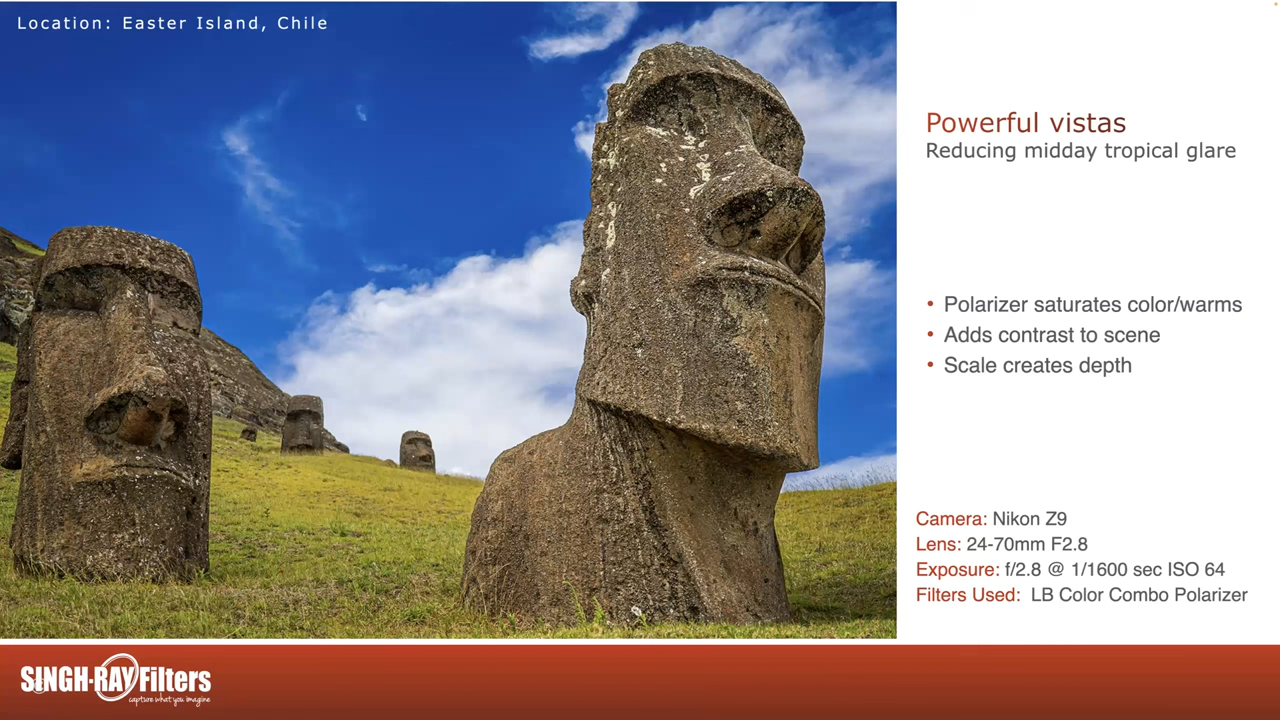 Location: Easter Island, Chile
Powerful vistas
Reducing midday tropical glare
• Polarizer saturates color/warms
• Adds contrast to scene
• Scale creates depth
Camera: Nikon Z9
Lens: 24-70mm F2.8
Exposure: f/2.8 @ 1/1600 sec ISO 64
Filters Used: LB Color Combo Polarizer
SINGH-RAY Filters
capture what you imagine